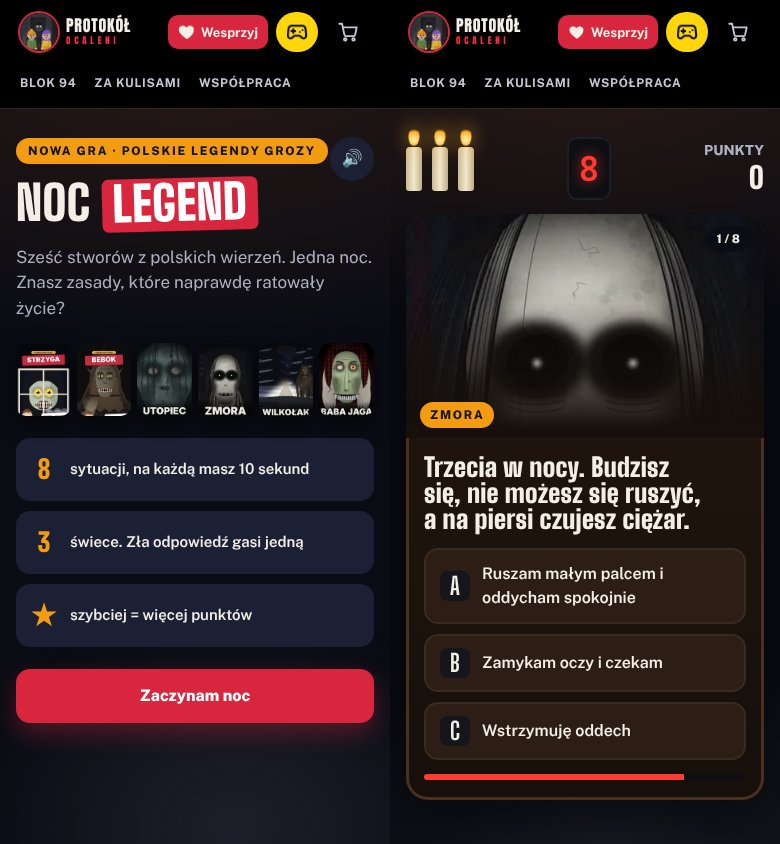 PROTOKÓŁ
OCALENI
Wesprzyj
BLOK 94 ZA KULISAMI WSPÓŁPRACA
NOWA GRA · POLSKIE LEGENDY GROZY
NOC LEGEND
Sześć stworów z polskich wierzeń. Jedna noc.
Znasz zasady, które naprawdę ratowały
życie?
STRZYGA
BEBOK
UTOPIEC
ZMORA
WILKOŁAK
BABA JAGA
8 sytuacji, na każdą masz 10 sekund
3 świece. Zła odpowiedź gasi jedną
★ szybciej = więcej punktów
Zaczynam noc
PROTOKÓŁ
OCALENI
Wesprzyj
BLOK 94 ZA KULISAMI WSPÓŁPRACA
8
PUNKTY
0
1 / 8
ZMORA
Trzecia w nocy. Budzisz
się, nie możesz się ruszyć,
a na piersi czujesz ciężar.
A Ruszam małym palcem i
oddycham spokojnie
B Zamykam oczy i czekam
C Wstrzymuję oddech